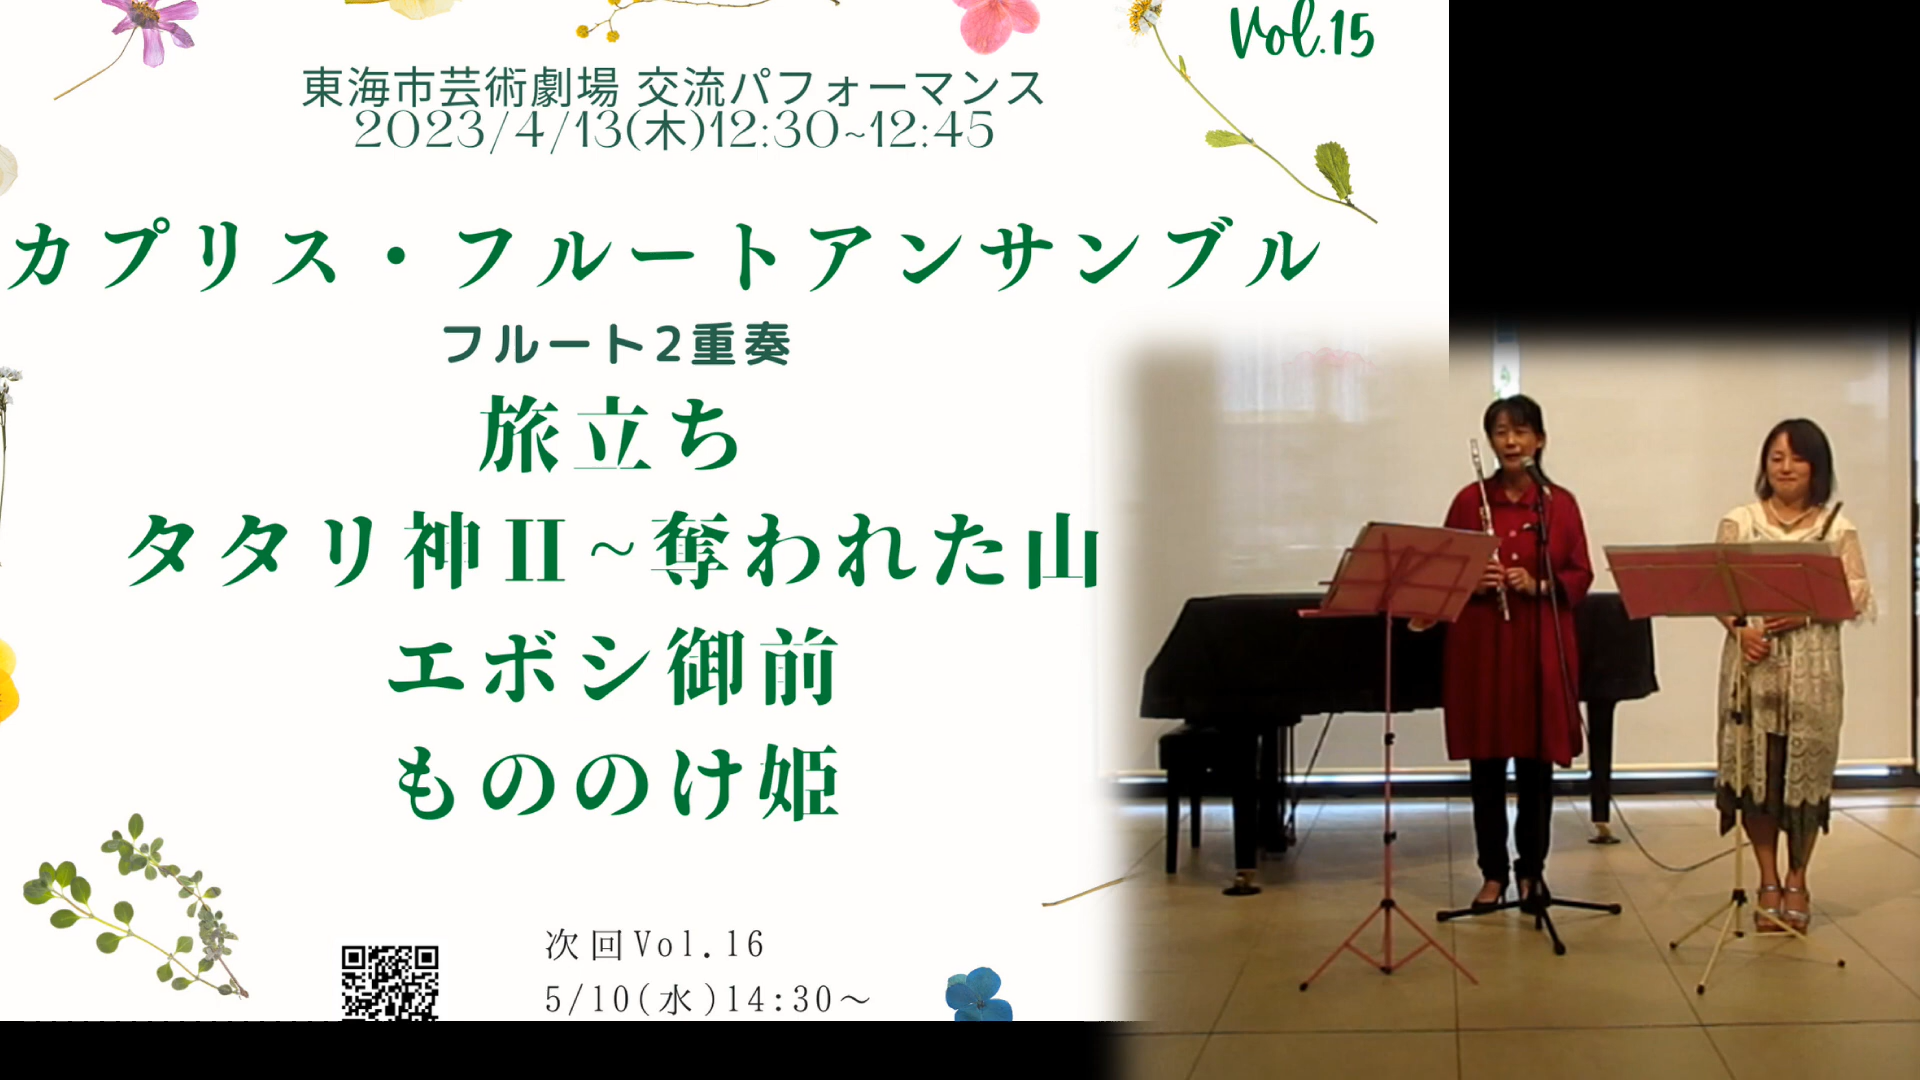 Vol.15
東海市芸術劇場 交流パフォーマンス
2023/4/13(木)12:30~12:45
カプリス・フルートアンサンブル
フルート2重奏
旅立ち
タタリ神Ⅱ~奪われた山
エボシ御前
もののけ姫
次回Vol.16
5/10(水)14:30～